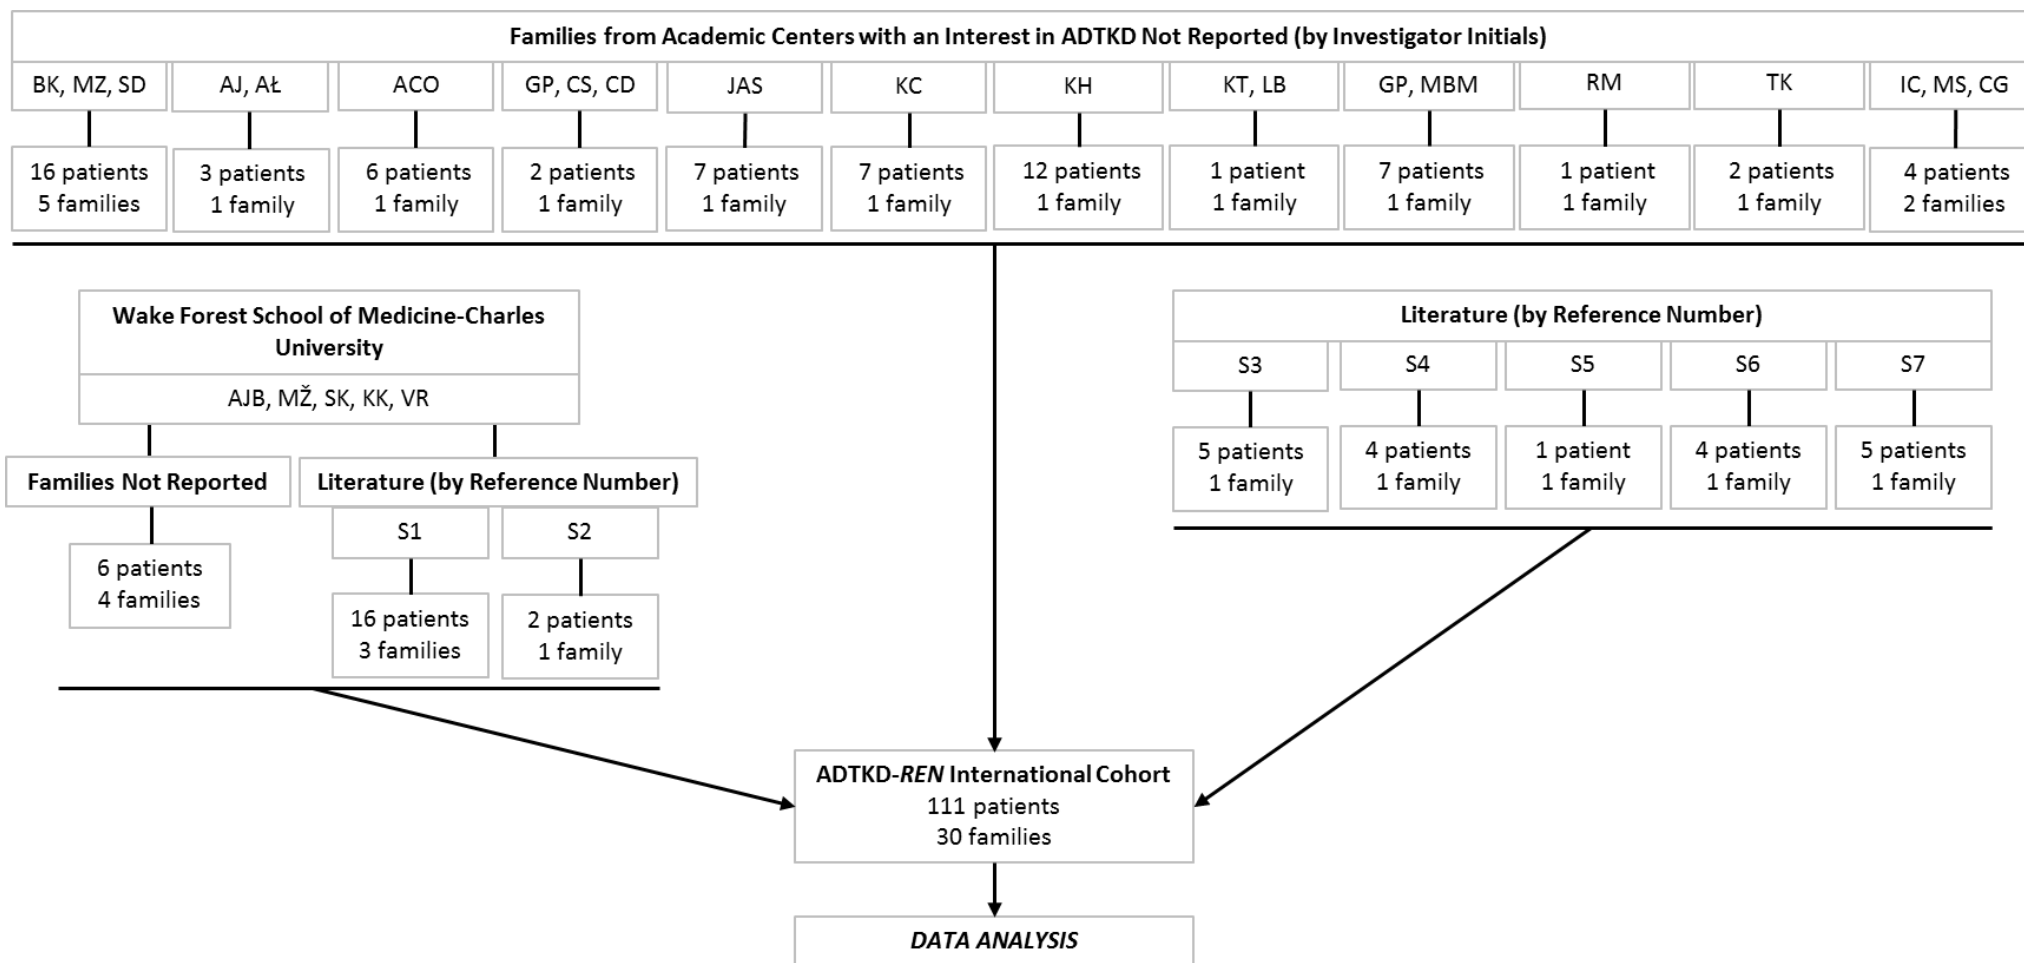 Families from Academic Centers with an Interest in ADTKD Not Reported (by Investigator Initials)
BK, MZ, SD
AJ, AŁ
ACO
GP, CS, CD
JAS
KC
KH
KT, LB
GP, MBM
RM
TK
IC, MS, CG
16 patients
5 families
3 patients
1 family
6 patients
1 family
2 patients
1 family
7 patients
1 family
7 patients
1 family
12 patients
1 family
1 patient
1 family
7 patients
1 family
1 patient
1 family
2 patients
1 family
4 patients
2 families
Wake Forest School of Medicine-Charles
University
AJB, MŽ, SK, KK, VR
Families Not Reported
6 patients
4 families
Literature (by Reference Number)
S1
S2
16 patients
3 families
2 patients
1 family
Literature (by Reference Number)
S3
S4
S5
S6
S7
5 patients
1 family
4 patients
1 family
1 patient
1 family
4 patients
1 family
5 patients
1 family
ADTKD-REN International Cohort
111 patients
30 families
DATA ANALYSIS